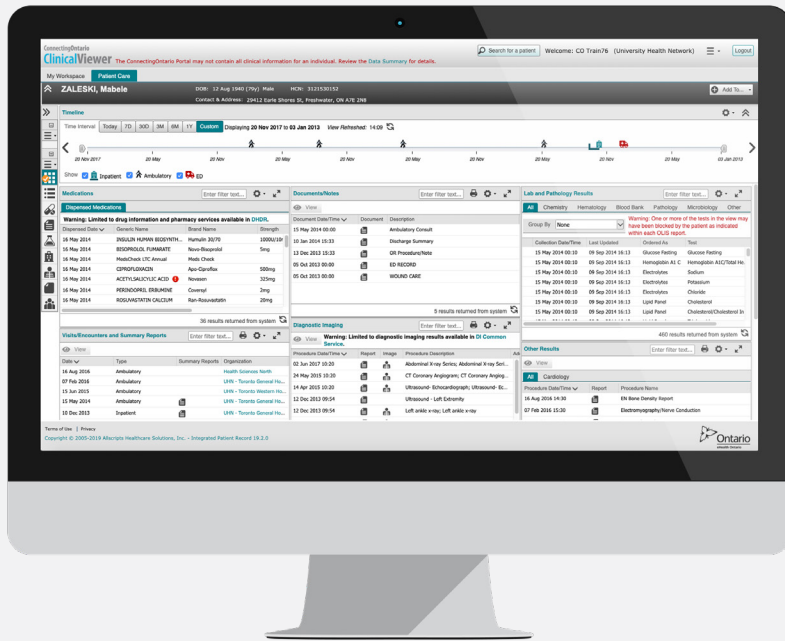 ConnectingOntario
ClinicalViewer The ConnectingOntario Portal may not contain all clinical information for an individual. Review the Data Summary for details.
Search for a patient Welcome: CO Train76 (University Health Network) Logout
My Workspace Patient Care
ZALESKI, Mabele DOB: 12 Aug 1940 (79y) Male HCN: 3121530152 Add To...
Contact & Address: 29412 Earle Shores St, Freshwater, ON A7E 2N8
Timeline
Time Interval Today 7D 30D 3M 6M 1Y Custom Displaying 20 Nov 2017 to 03 Jan 2013 View Refreshed: 14:09
20 Nov 2017 20 May 20 Nov 20 May 20 Nov 20 May 20 Nov 20 May 20 Nov 20 May 03 Jan 2013
Show Inpatient Ambulatory ED
Medications Enter filter text...
Dispensed Medications
Warning: Limited to drug information and pharmacy services available in DHDR.
Dispensed Date Generic Name Brand Name Strength
16 May 2014 INSULIN HUMAN BIOSYNTH... Humulin 30/70 1000U/10
16 May 2014 BISOPROLOL FUMARATE Novo-Bisoprolol 5mg
16 May 2014 MedsCheck LTC Annual Meds Check
16 May 2014 CIPROFLOXACIN Apo-Ciproflox 500mg
16 May 2014 ACETYLSALICYLIC ACID Novasen 325mg
16 May 2014 PERINDOPRIL ERBUMINE Coversyl 2mg
16 May 2014 ROSUVASTATIN CALCIUM Ran-Rosuvastatin 20mg
36 results returned from system
Documents/Notes Enter filter text...
View
Document Date/Time Document Description
15 May 2014 00:00 Ambulatory Consult
10 Jan 2014 15:33 Discharge Summary
13 Dec 2013 15:33 OR Procedure/Note
05 Oct 2013 00:00 ED RECORD
05 Oct 2013 00:00 WOUND CARE
5 results returned from system
Lab and Pathology Results Enter filter text...
All Chemistry Hematology Blood Bank Pathology Microbiology Other
Group By None Warning: One or more of the tests in the view may
have been blocked by the patient as indicated
within each OLIS report.
Collection Date/Time Last Updated Ordered As Test
15 May 2014 00:10 09 Sep 2014 16:13 Glucose Fasting Glucose Fasting
15 May 2014 00:10 09 Sep 2014 16:13 Hemoglobin A1 C Hemoglobin A1C/Total He.
15 May 2014 00:10 09 Sep 2014 16:13 Electrolytes Sodium
15 May 2014 00:10 09 Sep 2014 16:13 Electrolytes Potassium
15 May 2014 00:10 09 Sep 2014 16:13 Electrolytes Chloride
15 May 2014 00:10 09 Sep 2014 16:13 Lipid Panel Cholesterol
15 May 2014 00:10 09 Sep 2014 16:13 Lipid Panel Cholesterol/Cholesterol In
460 results returned from system
Visits/Encounters and Summary Reports Enter filter text...
View
Date Type Summary Reports Organization
16 Aug 2016 Ambulatory Health Sciences North
07 Feb 2016 Ambulatory UHN - Toronto General Ho...
15 Jun 2015 Ambulatory UHN - Toronto Western Ho...
15 May 2014 Ambulatory UHN - Toronto General Ho...
10 Dec 2013 Inpatient UHN - Toronto General Ho...
Diagnostic Imaging Enter filter text...
View Warning: Limited to diagnostic imaging results available in DI Common
Service.
Procedure Date/Time Report Image Procedure Description
02 Jun 2017 10:20 Abdominal X-ray Series; Abdominal X-ray Seri...
24 May 2015 10:20 CT Coronary Angiogram; CT Coronary Angiogram
14 Apr 2015 10:20 Ultrasound- Echocardiography; Ultrasound- Ec...
12 Dec 2013 09:54 Ultrasound - Left Extremity
12 Dec 2013 09:54 Left ankle x-ray; Left ankle x-ray
Other Results Enter filter text...
View
All Cardiology
Procedure Date/Time Report Procedure Name
16 Aug 2016 14:30 EN Bone Density Report
07 Feb 2016 15:30 Electromyography/Nerve Conduction
Terms of Use | Privacy
Copyright © 2005-2019 Allscripts Healthcare Solutions, Inc. - Integrated Patient Record 19.2.0
Ontario
eHealth Ontario